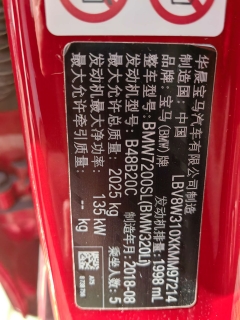 华晨宝马汽车有限公司制造
制造国：中国
LBV8W3100KMM97214
品牌：宝马(BMW)
整车型号：BMW7200SL(BMW320Li)
发动机型号：B48B20C
发动机排量：1998 mL
最大允许总质量：2025 kg
制造年月：2018-08
发动机最大净功率：135 kW
乘坐人数：5
最大允许牵引质量：-- kg